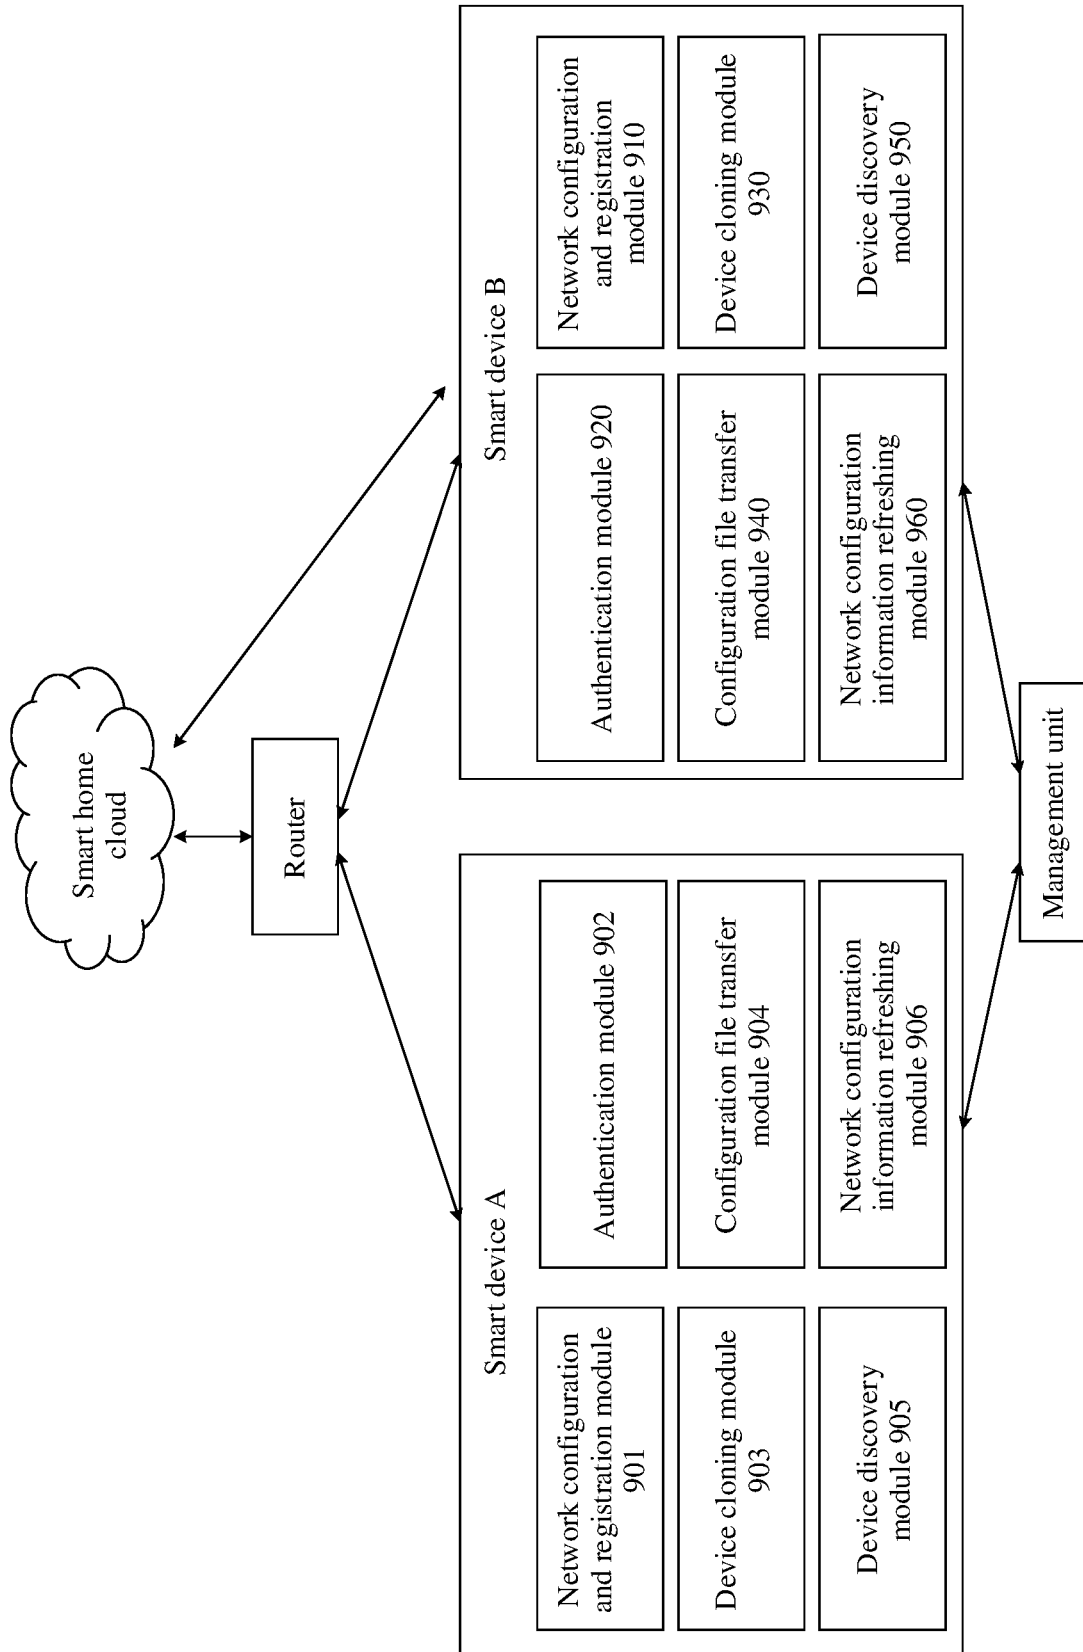 Smart home
cloud
Router
Smart device A
Network configuration
and registration module
901
Authentication module 902
Device cloning module
903
Configuration file transfer
module 904
Device discovery
module 905
Network configuration
information refreshing
module 906
Smart device B
Authentication module 920
Network configuration
and registration
module 910
Configuration file transfer
module 940
Device cloning module
930
Network configuration
information refreshing
module 960
Device discovery
module 950
Management unit